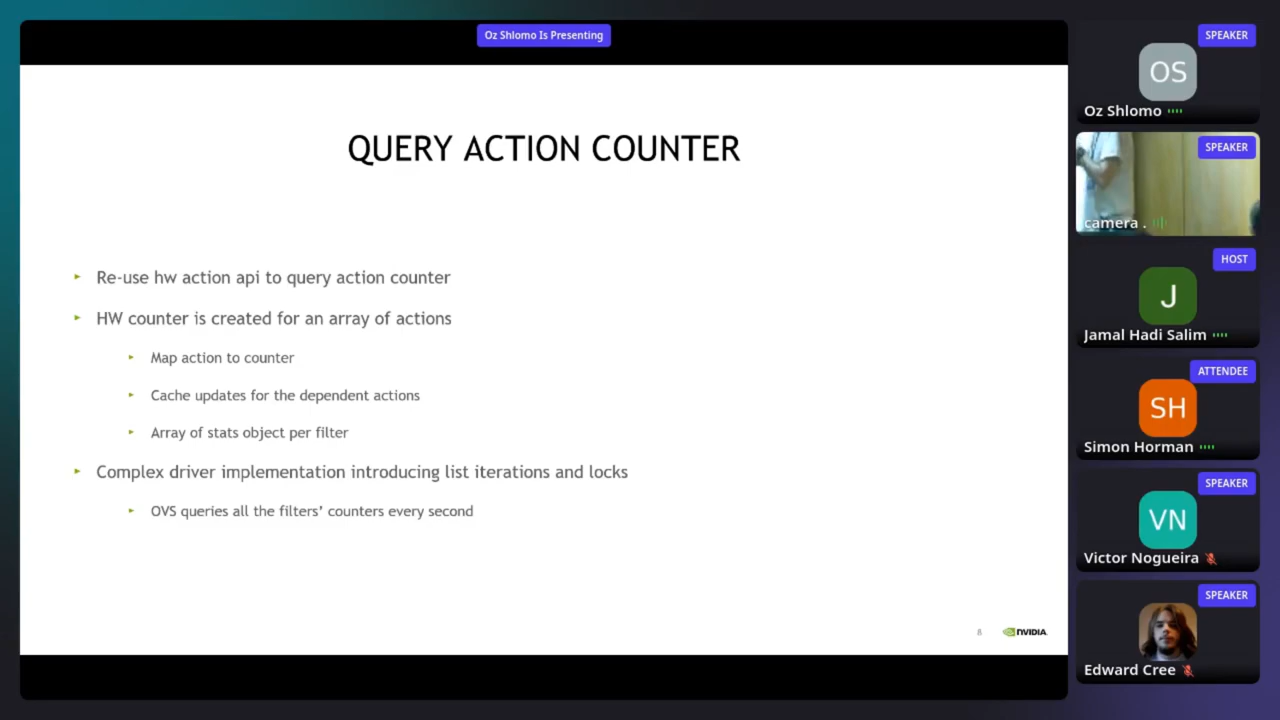 Oz Shlomo Is Presenting
QUERY ACTION COUNTER
Re-use hw action api to query action counter
HW counter is created for an array of actions
Map action to counter
Cache updates for the dependent actions
Array of stats object per filter
Complex driver implementation introducing list iterations and locks
OVS queries all the filters' counters every second
8
NVIDIA
SPEAKER
OS
Oz Shlomo
SPEAKER
camera .
HOST
J
Jamal Hadi Salim
ATTENDEE
SH
Simon Horman
SPEAKER
VN
Victor Nogueira
SPEAKER
Edward Cree